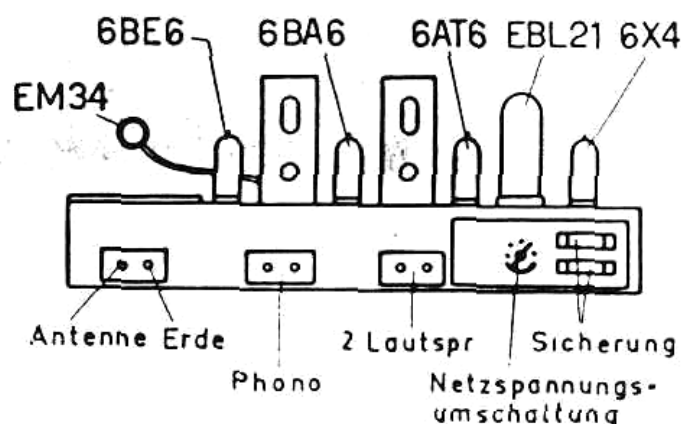 6BE6 6BA6 6AT6 EBL21 6X4
EM34
Antenne Erde 2 Lautspr Sicherung
Phono Netzspannungs-
umschaltung